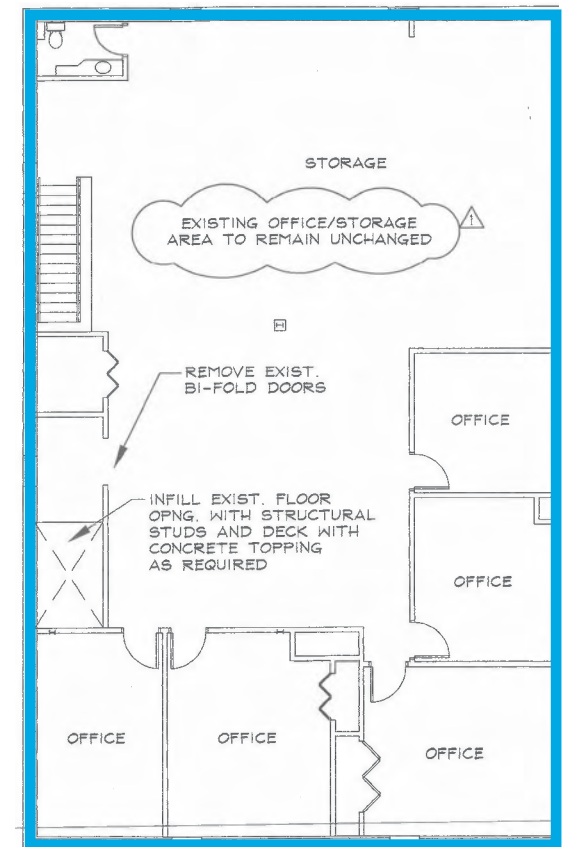 STORAGE
EXISTING OFFICE/STORAGE
AREA TO REMAIN UNCHANGED
1
REMOVE EXIST.
BI-FOLD DOORS
OFFICE
INFILL EXIST. FLOOR
OPNG. WITH STRUCTURAL
STUDS AND DECK WITH
CONCRETE TOPPING
AS REQUIRED
OFFICE
OFFICE
OFFICE
OFFICE